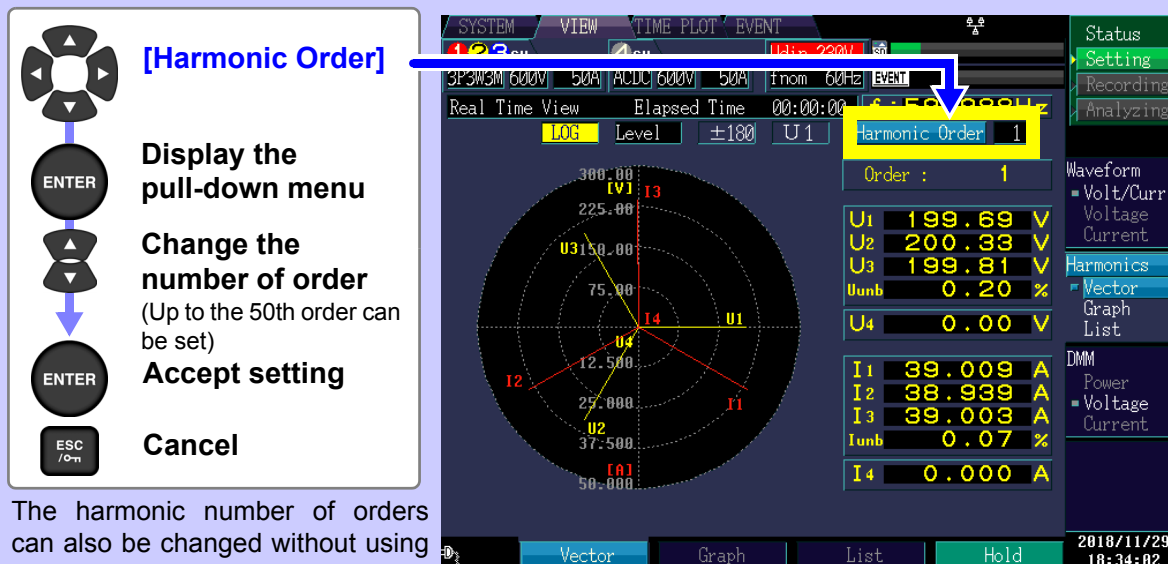 [Harmonic Order]
ENTER
Display the
pull-down menu
Change the
number of order
(Up to the 50th order can
be set)
ENTER
Accept setting
ESC
Cancel
The harmonic number of orders
can also be changed without using
SYSTEM VIEW TIME PLOT EVENT
1 2 3 4
3P3W3M 600V 50A ACDC 600V 50A fnom 60Hz EVENT
Real Time View Elapsed Time 00:00:00
LOG Level ±180 U1 Harmonic Order 1
Order : 1
300.00
[V] I3
225.00
U3 150.00
75.00
I4 U1
U4
12.500
I2
25.000 I1
U2
37.500
[A]
50.000
U1 199.69 V
U2 200.33 V
U3 199.81 V
Uunb 0.20 %
U4 0.00 V
I1 39.009 A
I2 38.939 A
I3 39.003 A
Iunb 0.07 %
I4 0.000 A
Status
Setting
Recording
Analyzing
Waveform
Volt/Curr
Voltage
Current
Harmonics
Vector
Graph
List
DMM
Power
Voltage
Current
Vector Graph List Hold
2018/11/29
18:34:02